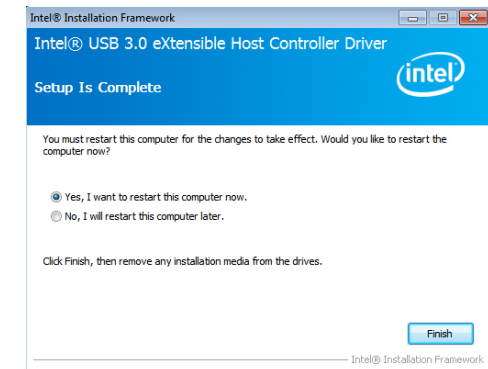 Intel® Installation Framework
Intel® USB 3.0 eXtensible Host Controller Driver
Setup Is Complete
intel®
You must restart this computer for the changes to take effect. Would you like to restart the
computer now?
Yes, I want to restart this computer now.
No, I will restart this computer later.
Click Finish, then remove any installation media from the drives.
Finish
Intel® Installation Framework